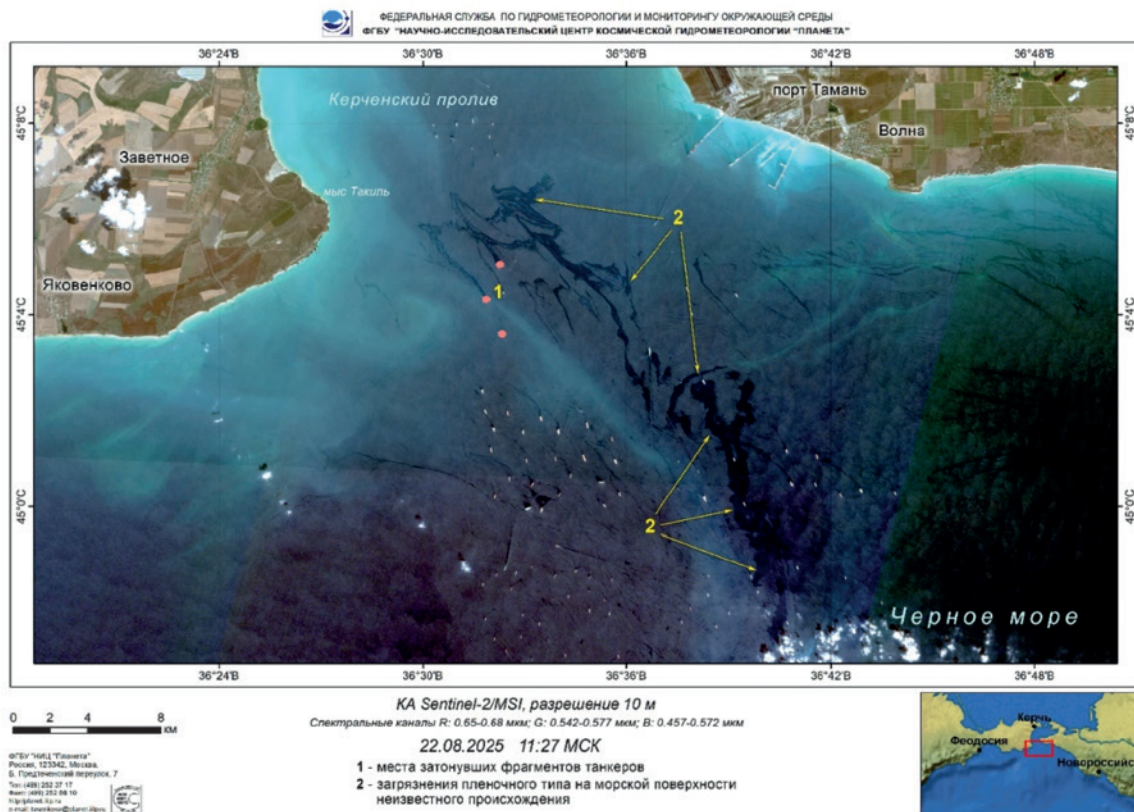 ФЕДЕРАЛЬНАЯ СЛУЖБА ПО ГИДРОМЕТЕОРОЛОГИИ И МОНИТОРИНГУ ОКРУЖАЮЩЕЙ СРЕДЫ
ФГБУ "НАУЧНО-ИССЛЕДОВАТЕЛЬСКИЙ ЦЕНТР КОСМИЧЕСКОЙ ГИДРОМЕТЕОРОЛОГИИ "ПЛАНЕТА"
36°24'В 36°30'В 36°36'В 36°42'В 36°48'В
Керченский пролив
порт Тамань
45°8'С 45°8'С
Волна
Заветное
мыс Такиль
2
Яковенково
1
45°4'С 45°4'С
45°0'С 45°0'С
2
Черное море
36°24'В 36°30'В 36°36'В 36°42'В 36°48'В
КА Sentinel-2/MSI, разрешение 10 м
Спектральные каналы R: 0.65-0.68 мкм; G: 0.542-0.577 мкм; B: 0.457-0.572 мкм
22.08.2025 11:27 МСК
1 - места затонувших фрагментов танкеров
2 - загрязнения пленочного типа на морской поверхности
неизвестного происхождения
0 2 4 8
км
ФГБУ "НИЦ "Планета"
Россия, 123042, Москва,
Б. Предтеченский переулок, 7
Керчь
Феодосия
Новороссийск